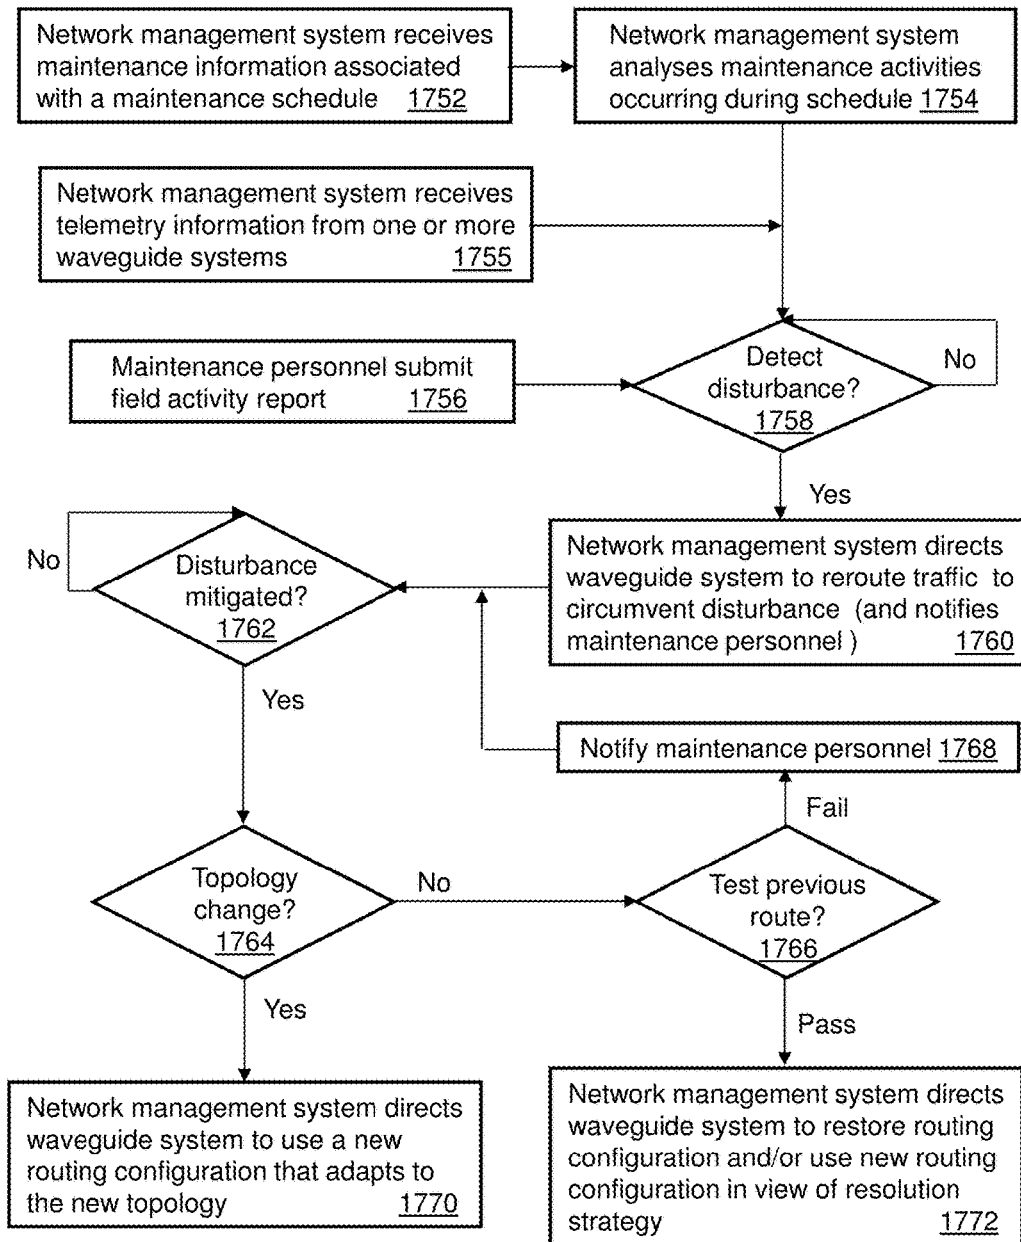 Network management system receives
maintenance information associated
with a maintenance schedule 1752
Network management system
analyses maintenance activities
occurring during schedule 1754
Network management system receives
telemetry information from one or more
waveguide systems 1755
Maintenance personnel submit
field activity report 1756
Detect
disturbance?
1758
No
Yes
Network management system directs
waveguide system to reroute traffic to
circumvent disturbance (and notifies
maintenance personnel ) 1760
No
Disturbance
mitigated?
1762
Yes
Notify maintenance personnel 1768
Fail
Topology
change?
1764
No
Test previous
route?
1766
Yes
Pass
Network management system directs
waveguide system to use a new
routing configuration that adapts to
the new topology 1770
Network management system directs
waveguide system to restore routing
configuration and/or use new routing
configuration in view of resolution
strategy 1772